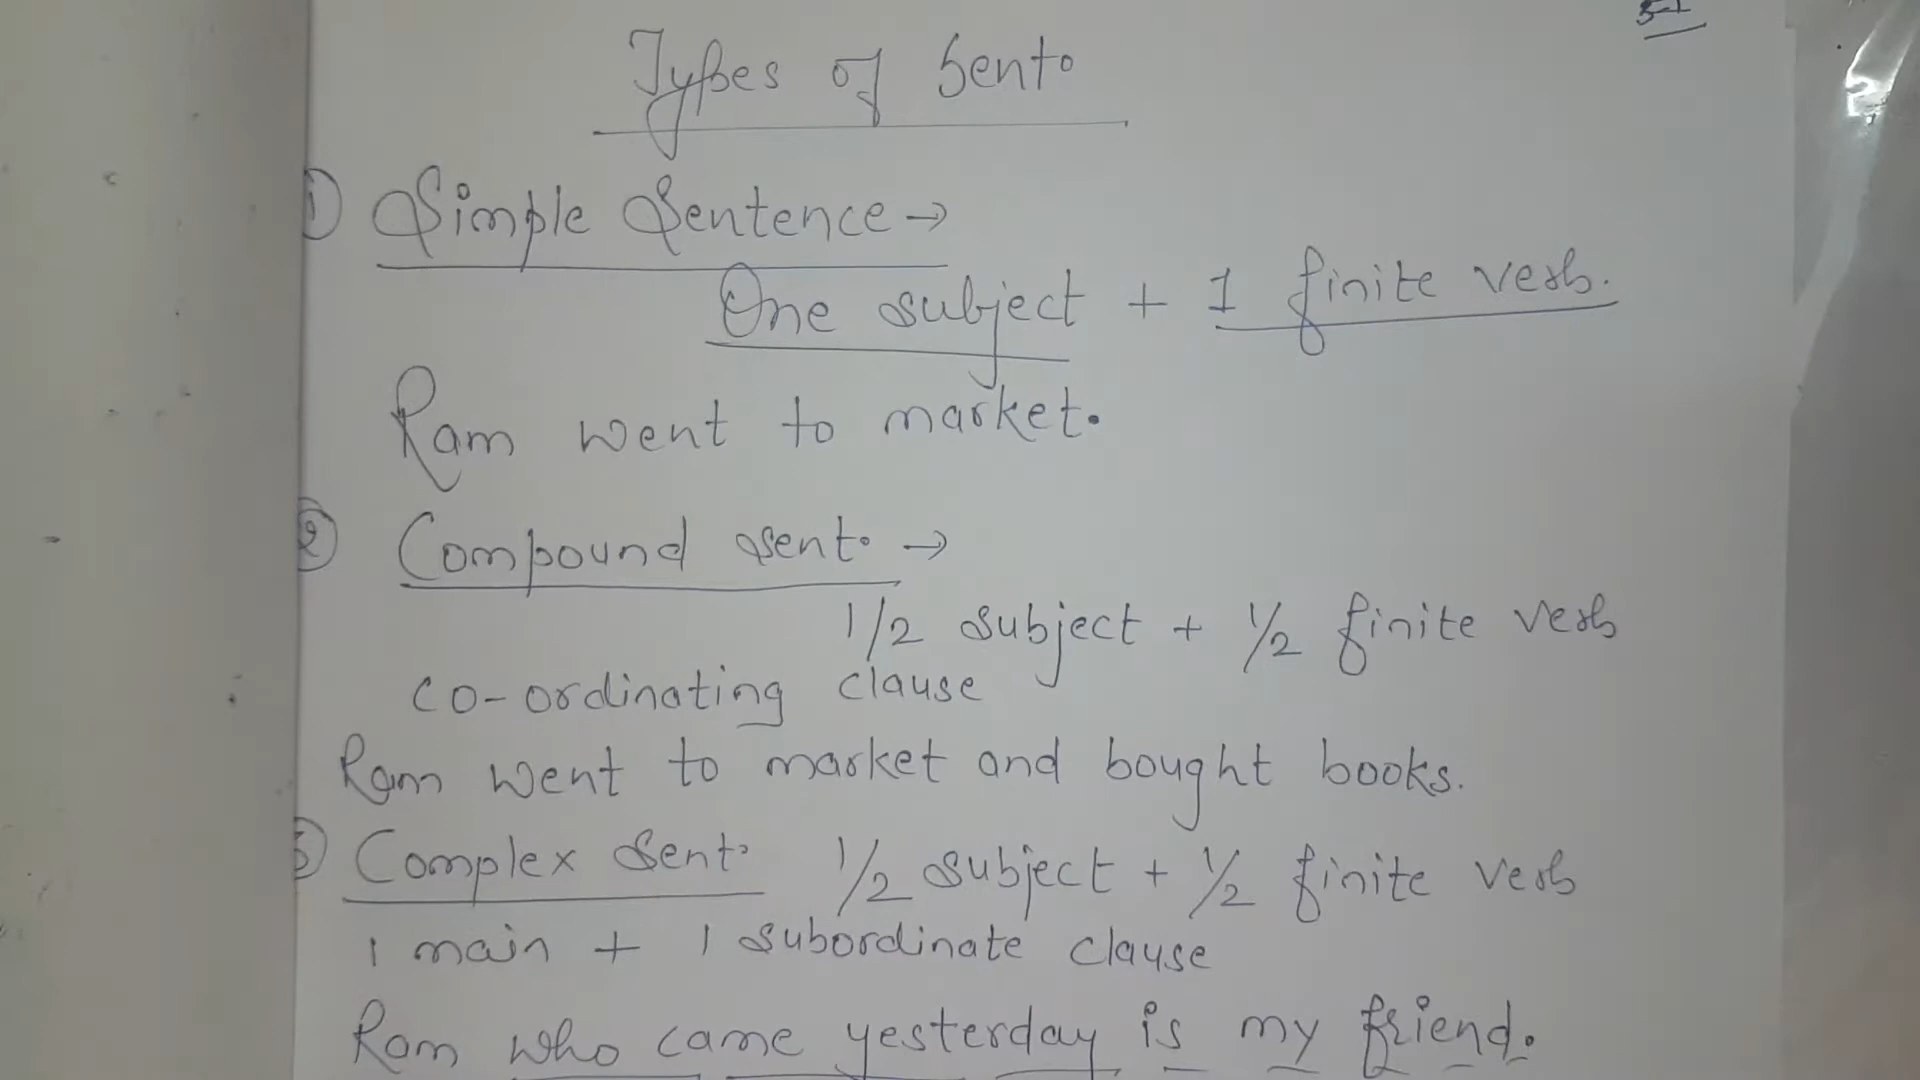 Types of Sent.
① Simple Sentence →
One subject + 1 finite verb.
Ram went to market.
② Compound sent. →
1/2 subject + 1/2 finite verb
co-ordinating clause
Ram went to market and bought books.
③ Complex Sent. 1/2 subject + 1/2 finite verb
1 main + 1 subordinate clause
Ram who came yesterday is my friend.